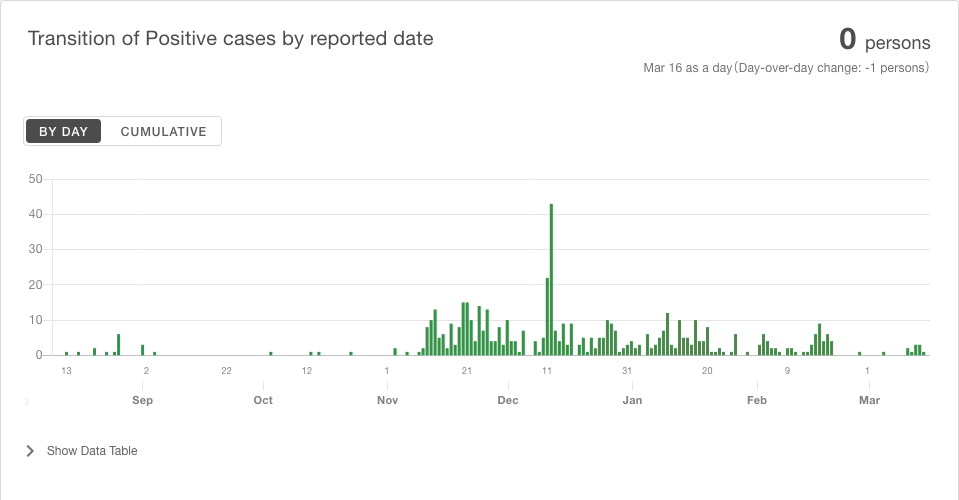 Transition of Positive cases by reported date
0 persons
Mar 16 as a day(Day-over-day change: -1 persons)
BY DAY CUMULATIVE
50
40
30
20
10
0
13 2 22 12 1 21 11 31 20 9 1
Sep Oct Nov Dec Jan Feb Mar
Show Data Table